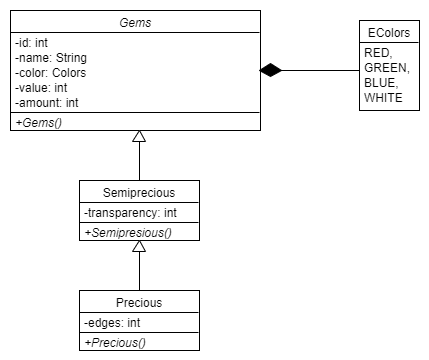 Gems
-id: int
-name: String
-color: Colors
-value: int
-amount: int
+Gems()
EColors
RED,
GREEN,
BLUE,
WHITE
Semiprecious
-transparency: int
+Semipresious()
Precious
-edges: int
+Precious()